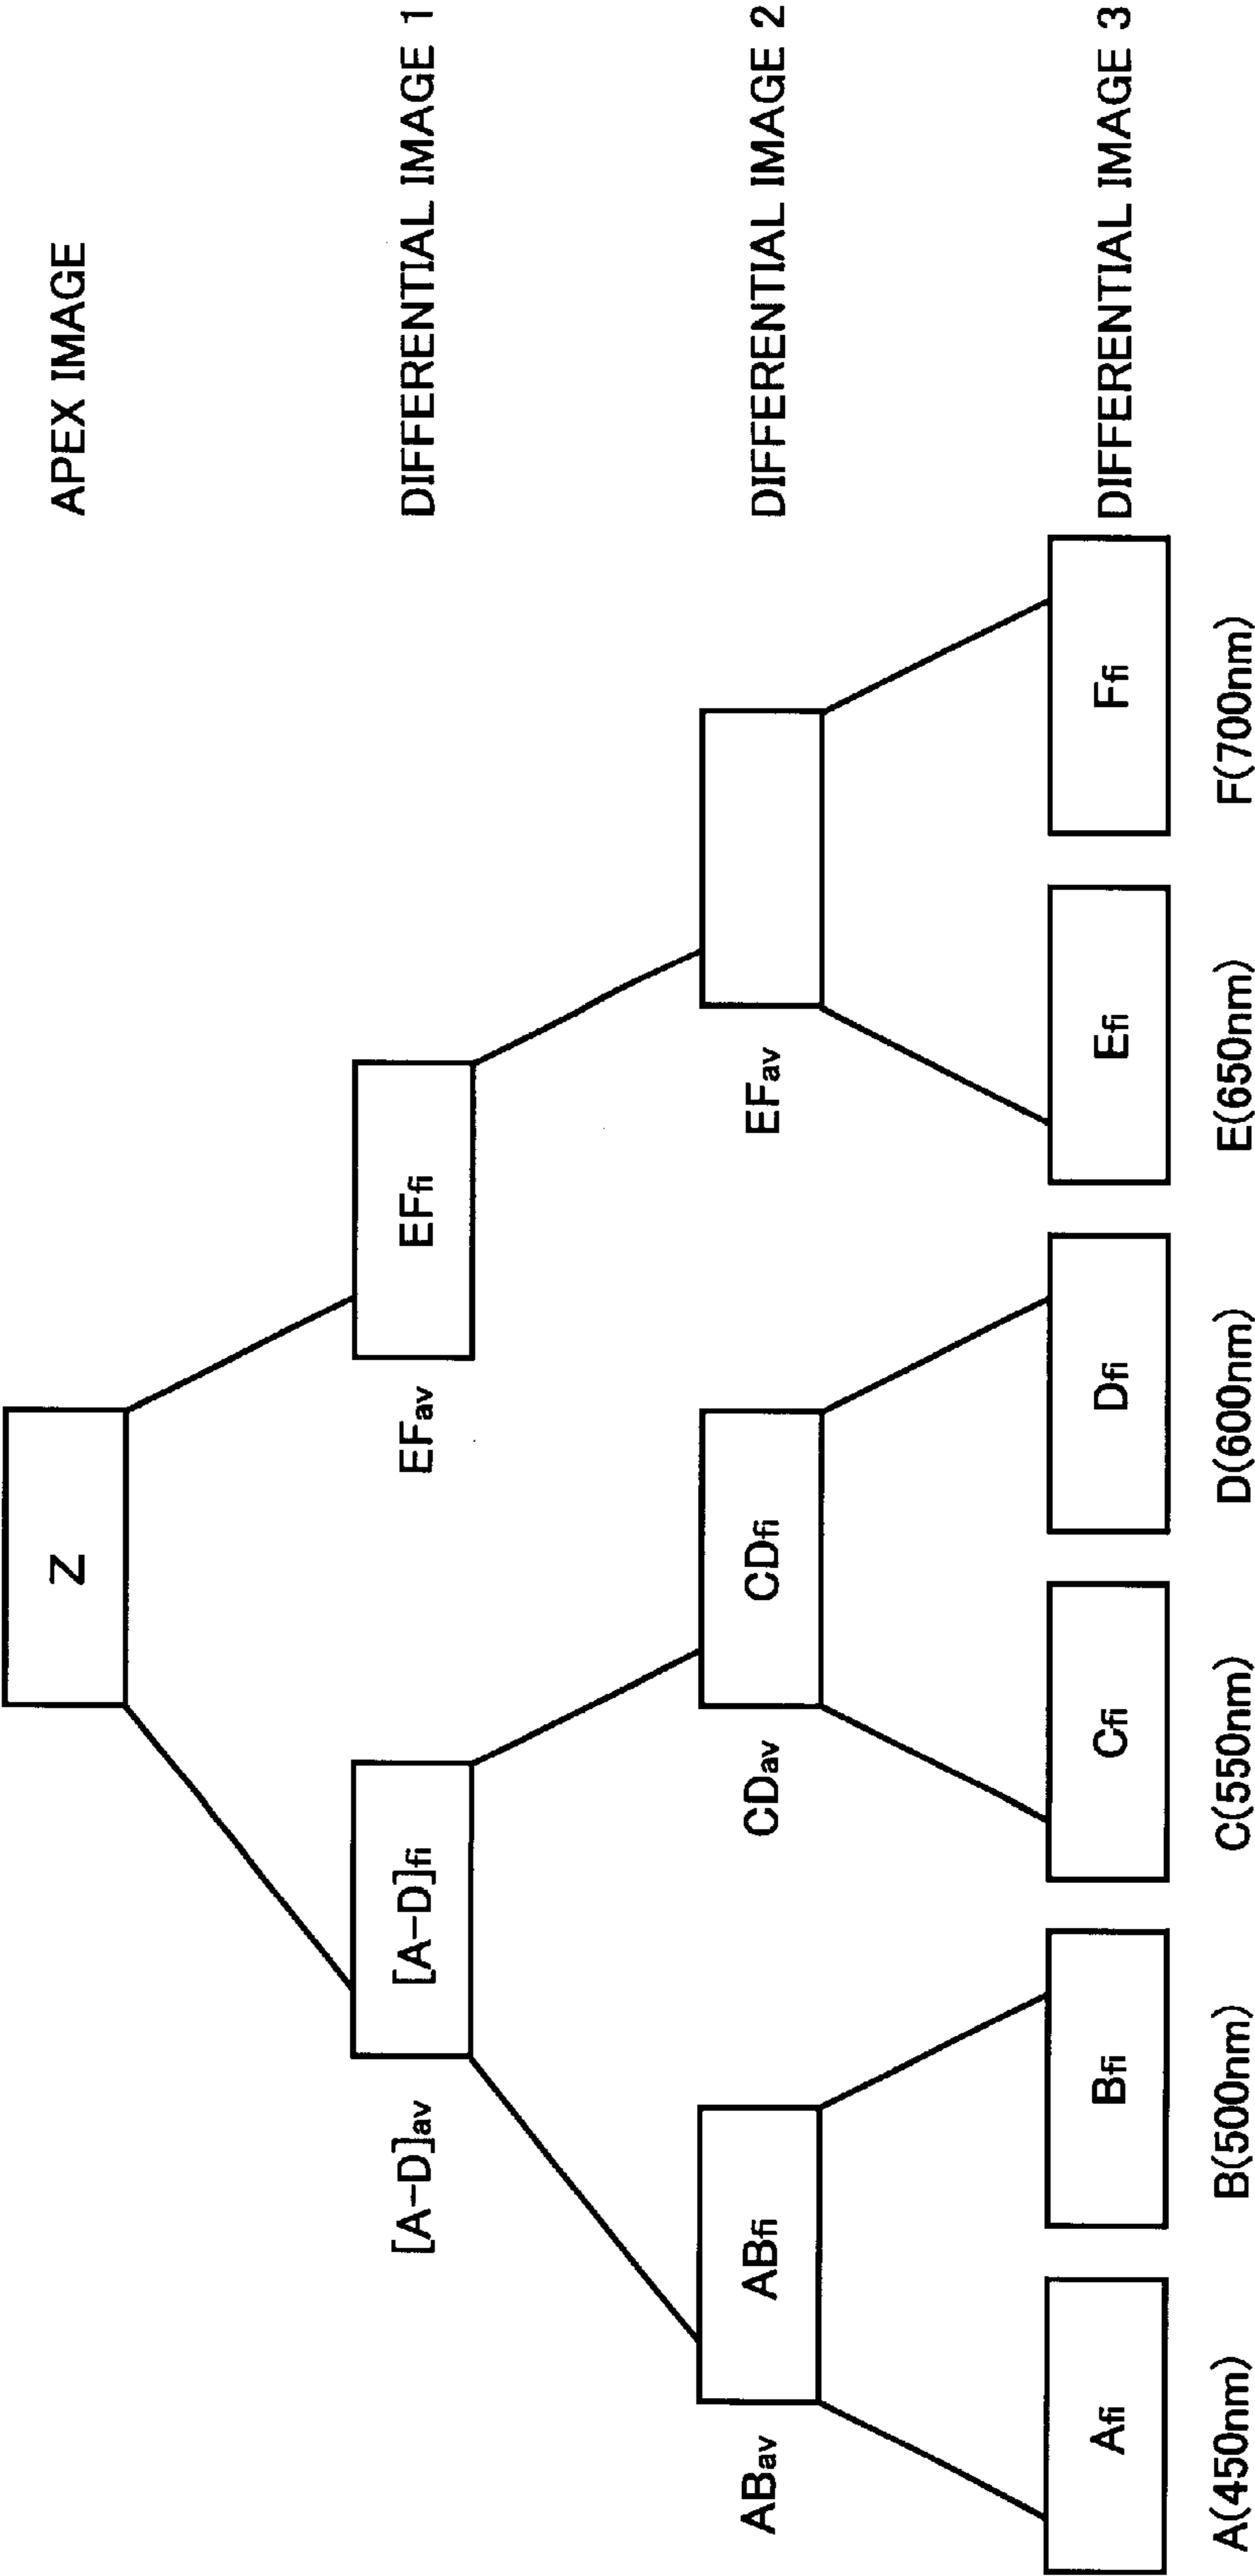 Z
APEX IMAGE
[A-D]av
[A-D]fi
EFav
EFfi
DIFFERENTIAL IMAGE 1
ABav
ABfi
CDav
CDfi
EFav
DIFFERENTIAL IMAGE 2
Afi
Bfi
Cfi
Dfi
Efi
Ffi
DIFFERENTIAL IMAGE 3
A(450nm)
B(500nm)
C(550nm)
D(600nm)
E(650nm)
F(700nm)